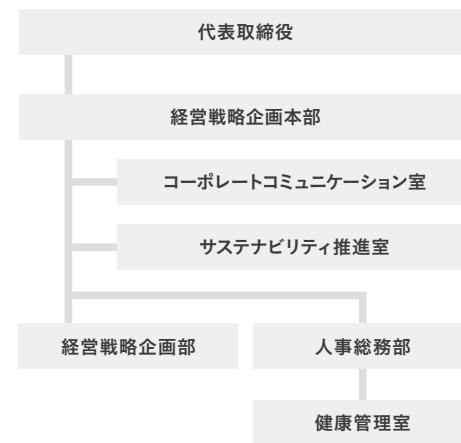 代表取締役
経営戦略企画本部
コーポレートコミュニケーション室
サステナビリティ推進室
経営戦略企画部
人事総務部
健康管理室